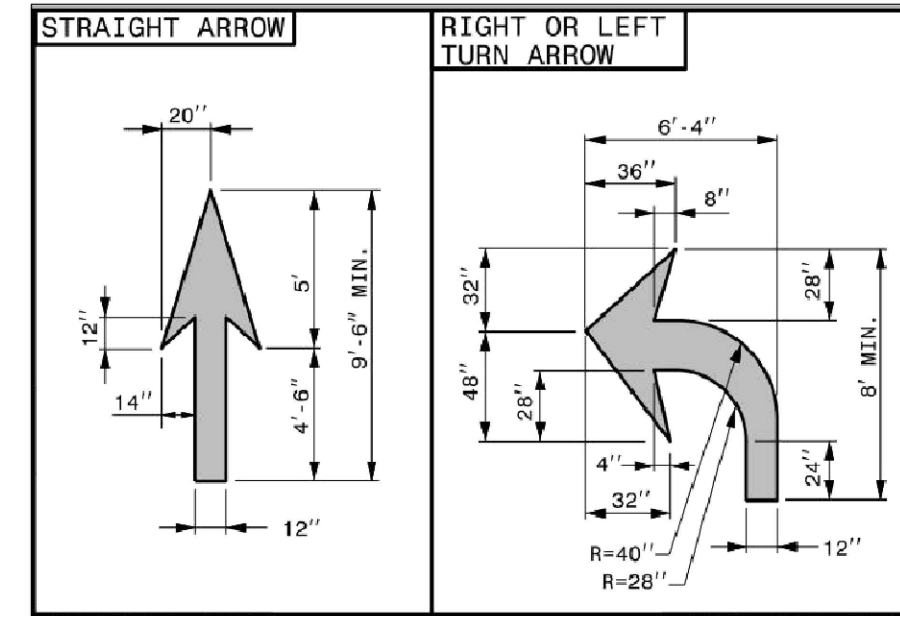 STRAIGHT ARROW
20''
12''
14''
5'
4'-6"
9'-6" MIN.
12''
RIGHT OR LEFT
TURN ARROW
6'-4''
36''
8''
32''
48''
28''
28''
8' MIN.
24''
4''
32''
R=40''
R=28''
12''